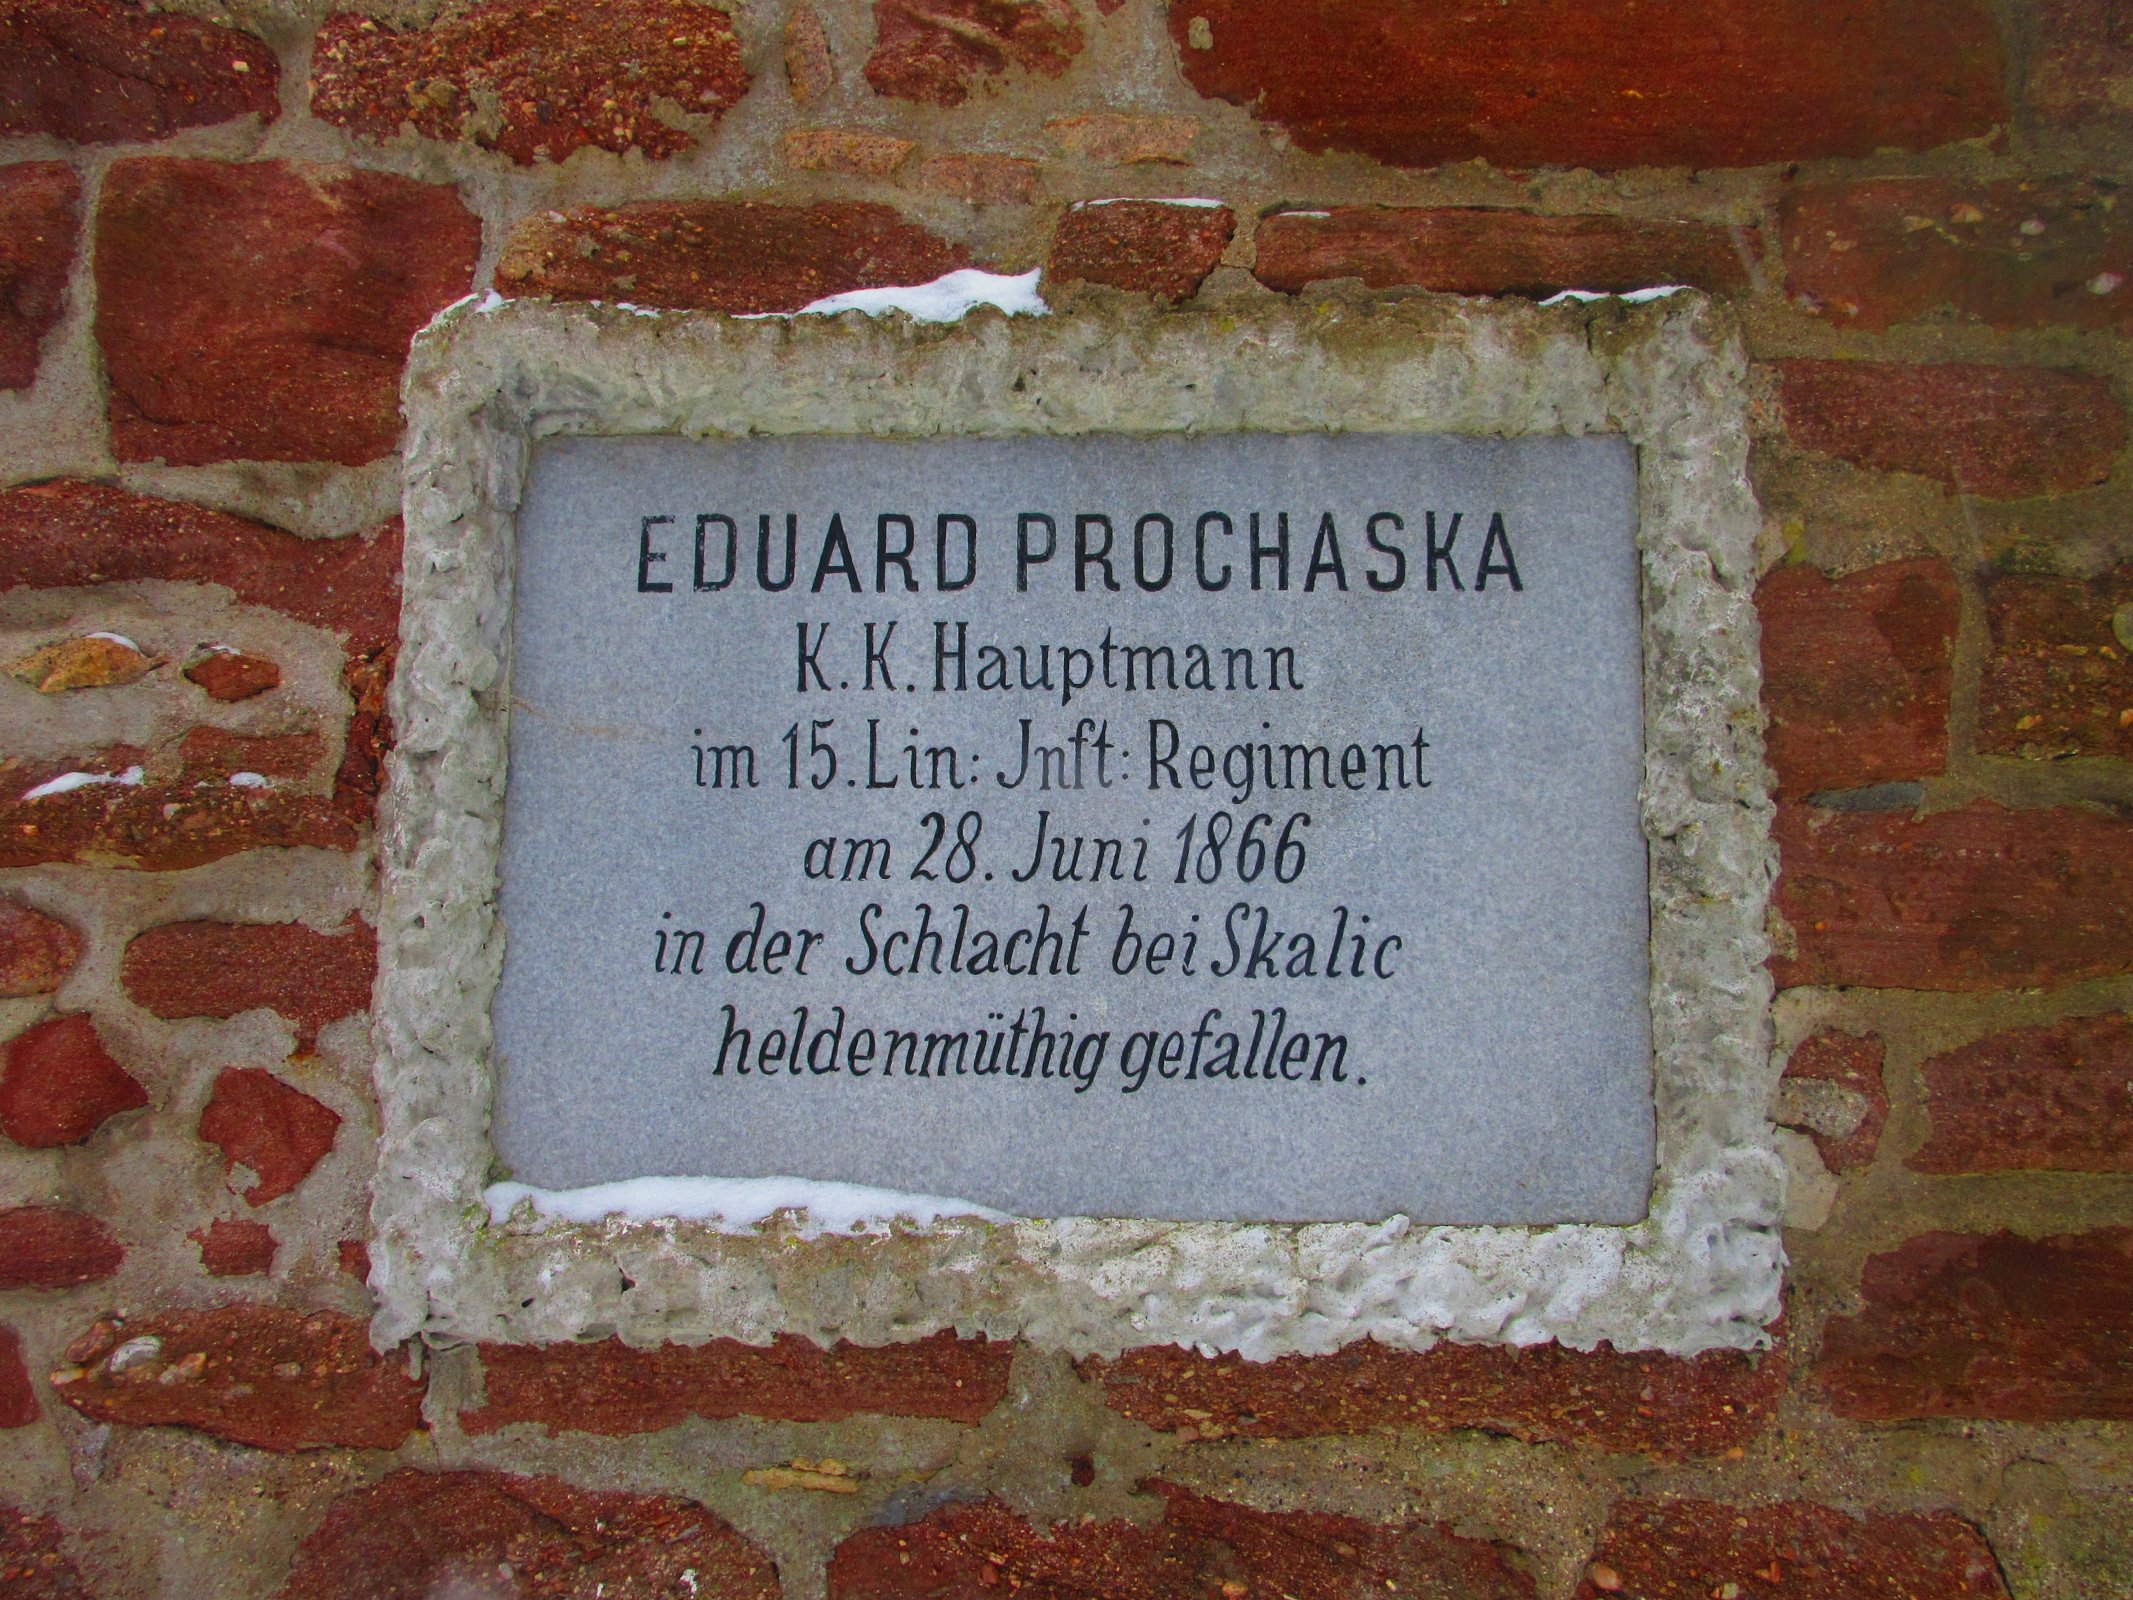 EDUARD PROCHASKA
K.K. Hauptmann
im 15. Lin: Jnft: Regiment
am 28. Juni 1866
in der Schlacht bei Skalic
heldenmüthig gefallen.